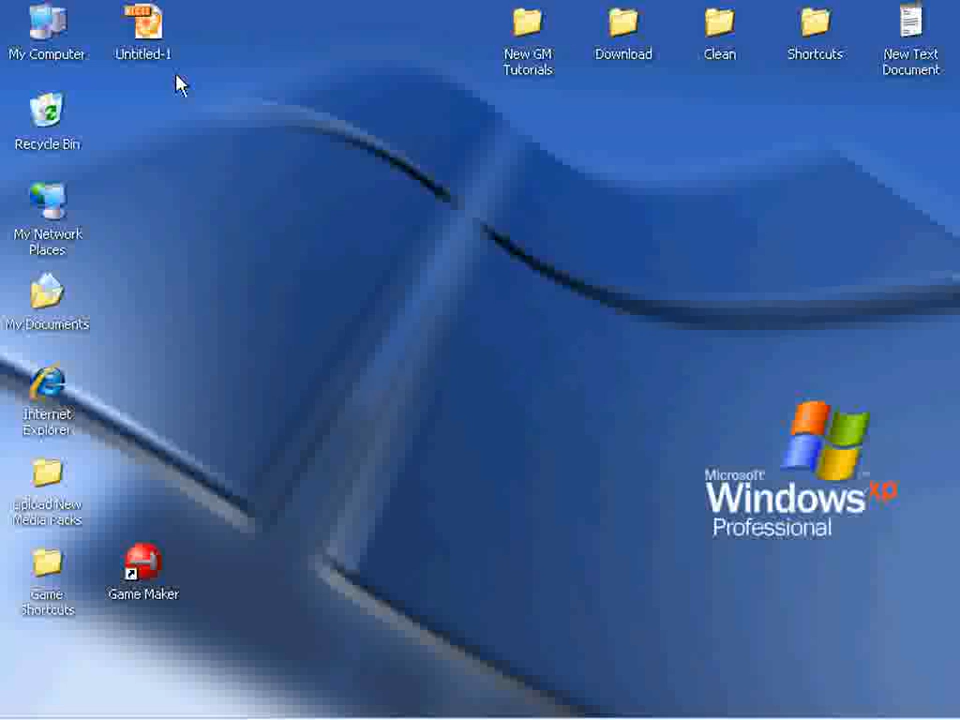 My Computer
Untitled-1
New GM
Tutorials
Download
Clean
Shortcuts
New Text
Document
Recycle Bin
My Network
Places
My Documents
Internet
Explorer
Upload New
Media Packs
Game
Shortcuts
Game Maker
Microsoft
Windows xp
Professional